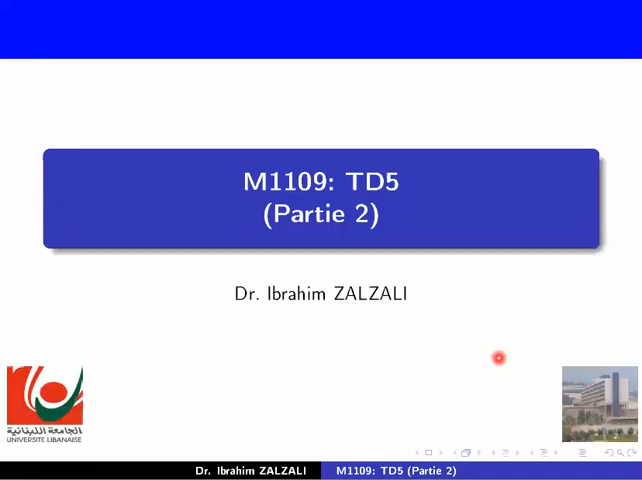 M1109: TD5
(Partie 2)
Dr. Ibrahim ZALZALI
الجامعة اللبنانية
UNIVERSITE LIBANAISE
Dr. Ibrahim ZALZALI
M1109: TD5 (Partie 2)